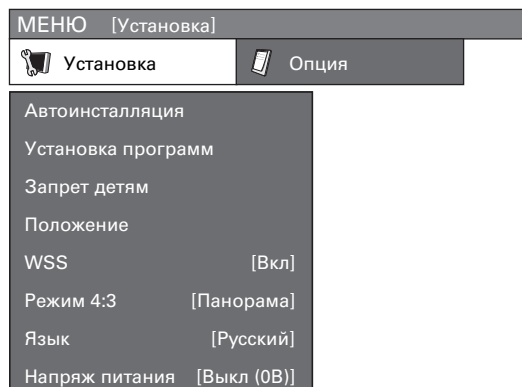 МЕНЮ [Установка]
Установка Опция
Автоинсталляция
Установка программ
Запрет детям
Положение
WSS [Вкл]
Режим 4:3 [Панорама]
Язык [Русский]
Напряж питания [Выкл (0В)]